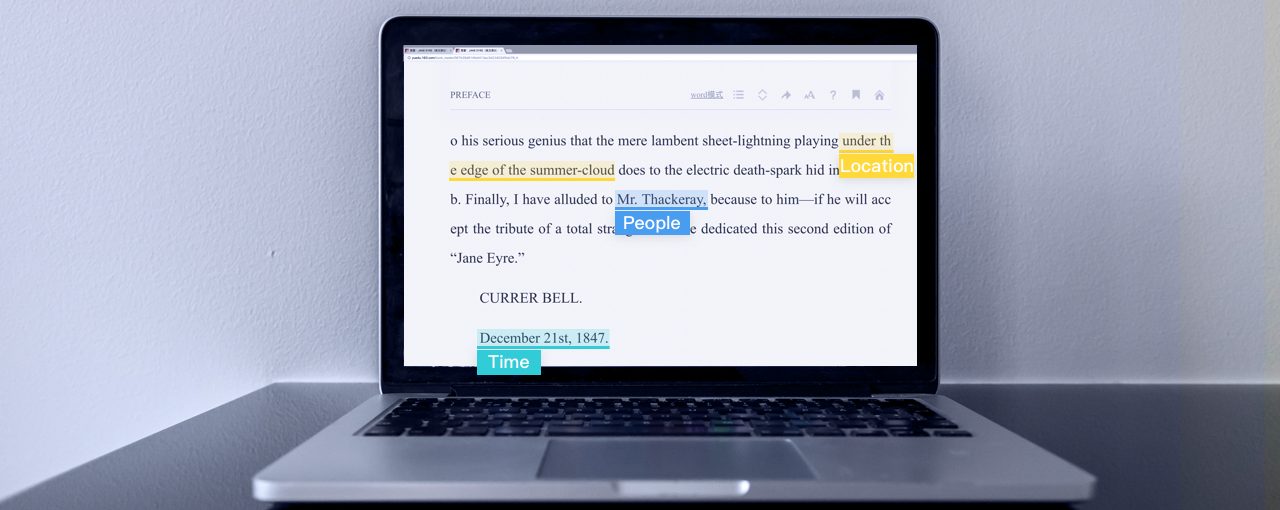 PREFACE
word模式
A A
?
o his serious genius that the mere lambent sheet-lightning playing under th
e edge of the summer-cloud does to the electric death-spark hid in
Location
b. Finally, I have alluded to Mr. Thackeray, because to him—if he will acc
People
ept the tribute of a total dedicated this second edition of
“Jane Eyre.”
CURRER BELL.
December 21st, 1847.
Time